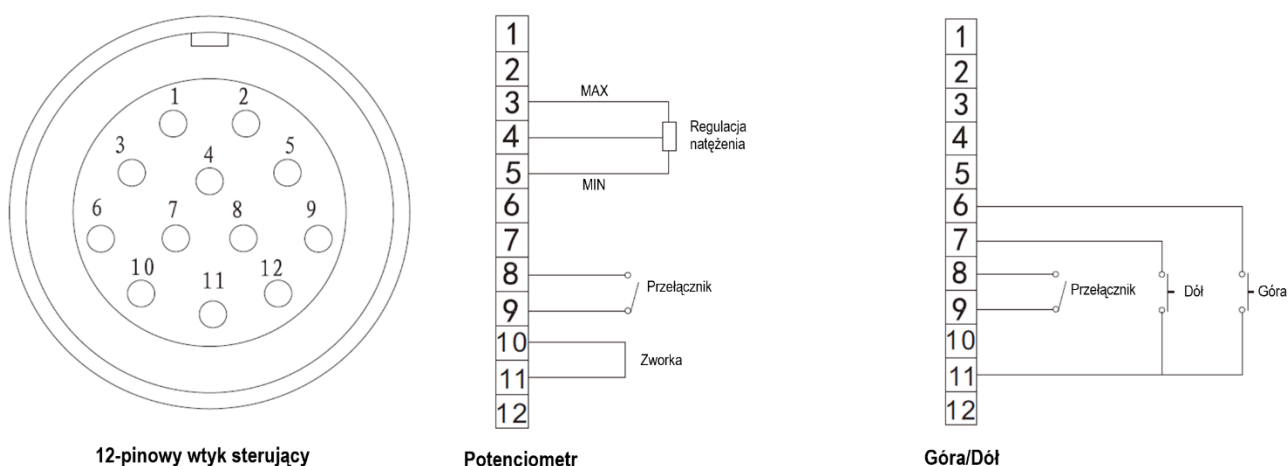 1 2
3 4 5
6 7 8 9
10 11 12
12-pinowy wtyk sterujący
1
2
3
4
5
6
7
8
9
10
11
12
MAX
MIN
Regulacja
natężenia
Przełącznik
Zworka
Potencjometr
1
2
3
4
5
6
7
8
9
10
11
12
Przełącznik
Dół
Góra
Góra/Dół